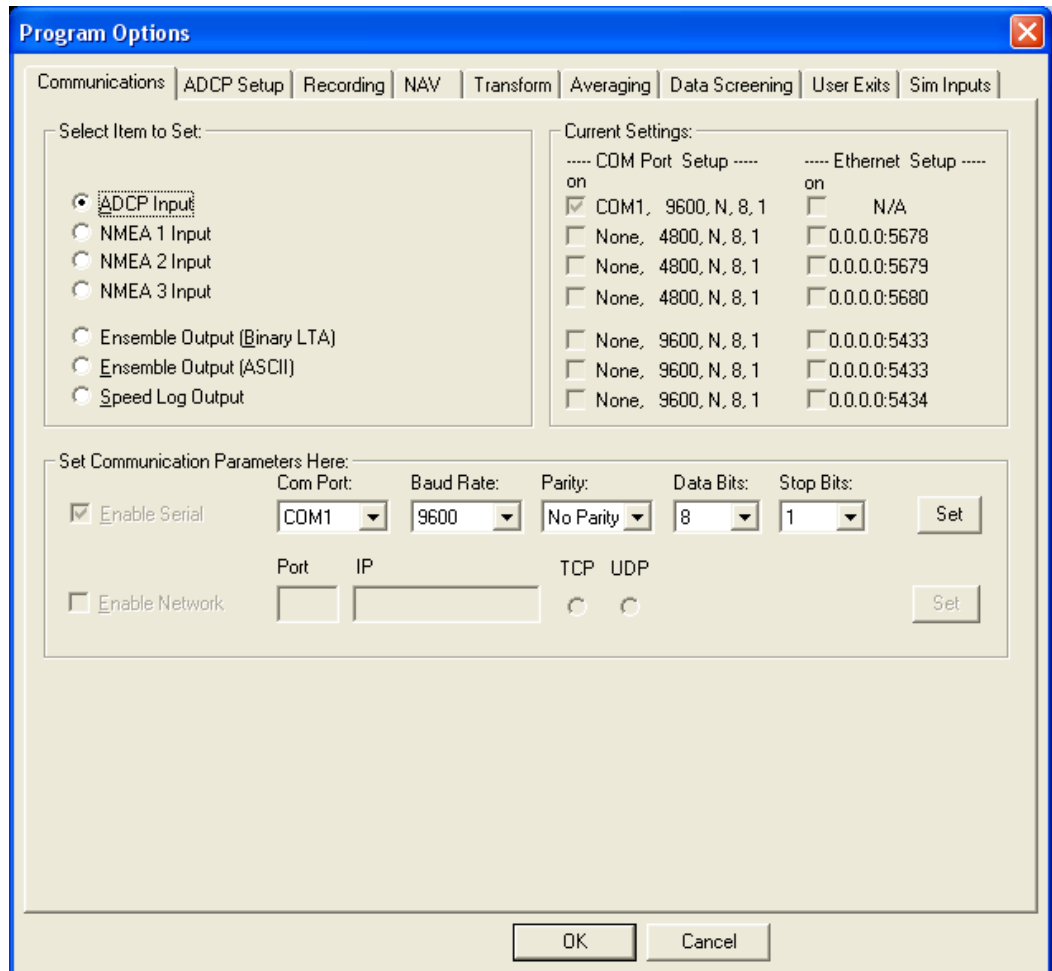 Program Options
Communications ADCP Setup Recording NAV Transform Averaging Data Screening User Exits Sim Inputs
Select Item to Set:
ADCP Input
NMEA 1 Input
NMEA 2 Input
NMEA 3 Input
Ensemble Output (Binary LTA)
Ensemble Output (ASCII)
Speed Log Output
Current Settings:
----- COM Port Setup ----- ----- Ethernet Setup -----
on on
COM1, 9600, N, 8, 1 N/A
None, 4800, N, 8, 1 0.0.0.0:5678
None, 4800, N, 8, 1 0.0.0.0:5679
None, 4800, N, 8, 1 0.0.0.0:5680
None, 9600, N, 8, 1 0.0.0.0:5433
None, 9600, N, 8, 1 0.0.0.0:5433
None, 9600, N, 8, 1 0.0.0.0:5434
Set Communication Parameters Here:
Com Port: Baud Rate: Parity: Data Bits: Stop Bits:
Enable Serial COM1 9600 No Parity 8 1 Set
Port IP TCP UDP
Enable Network Set
OK Cancel